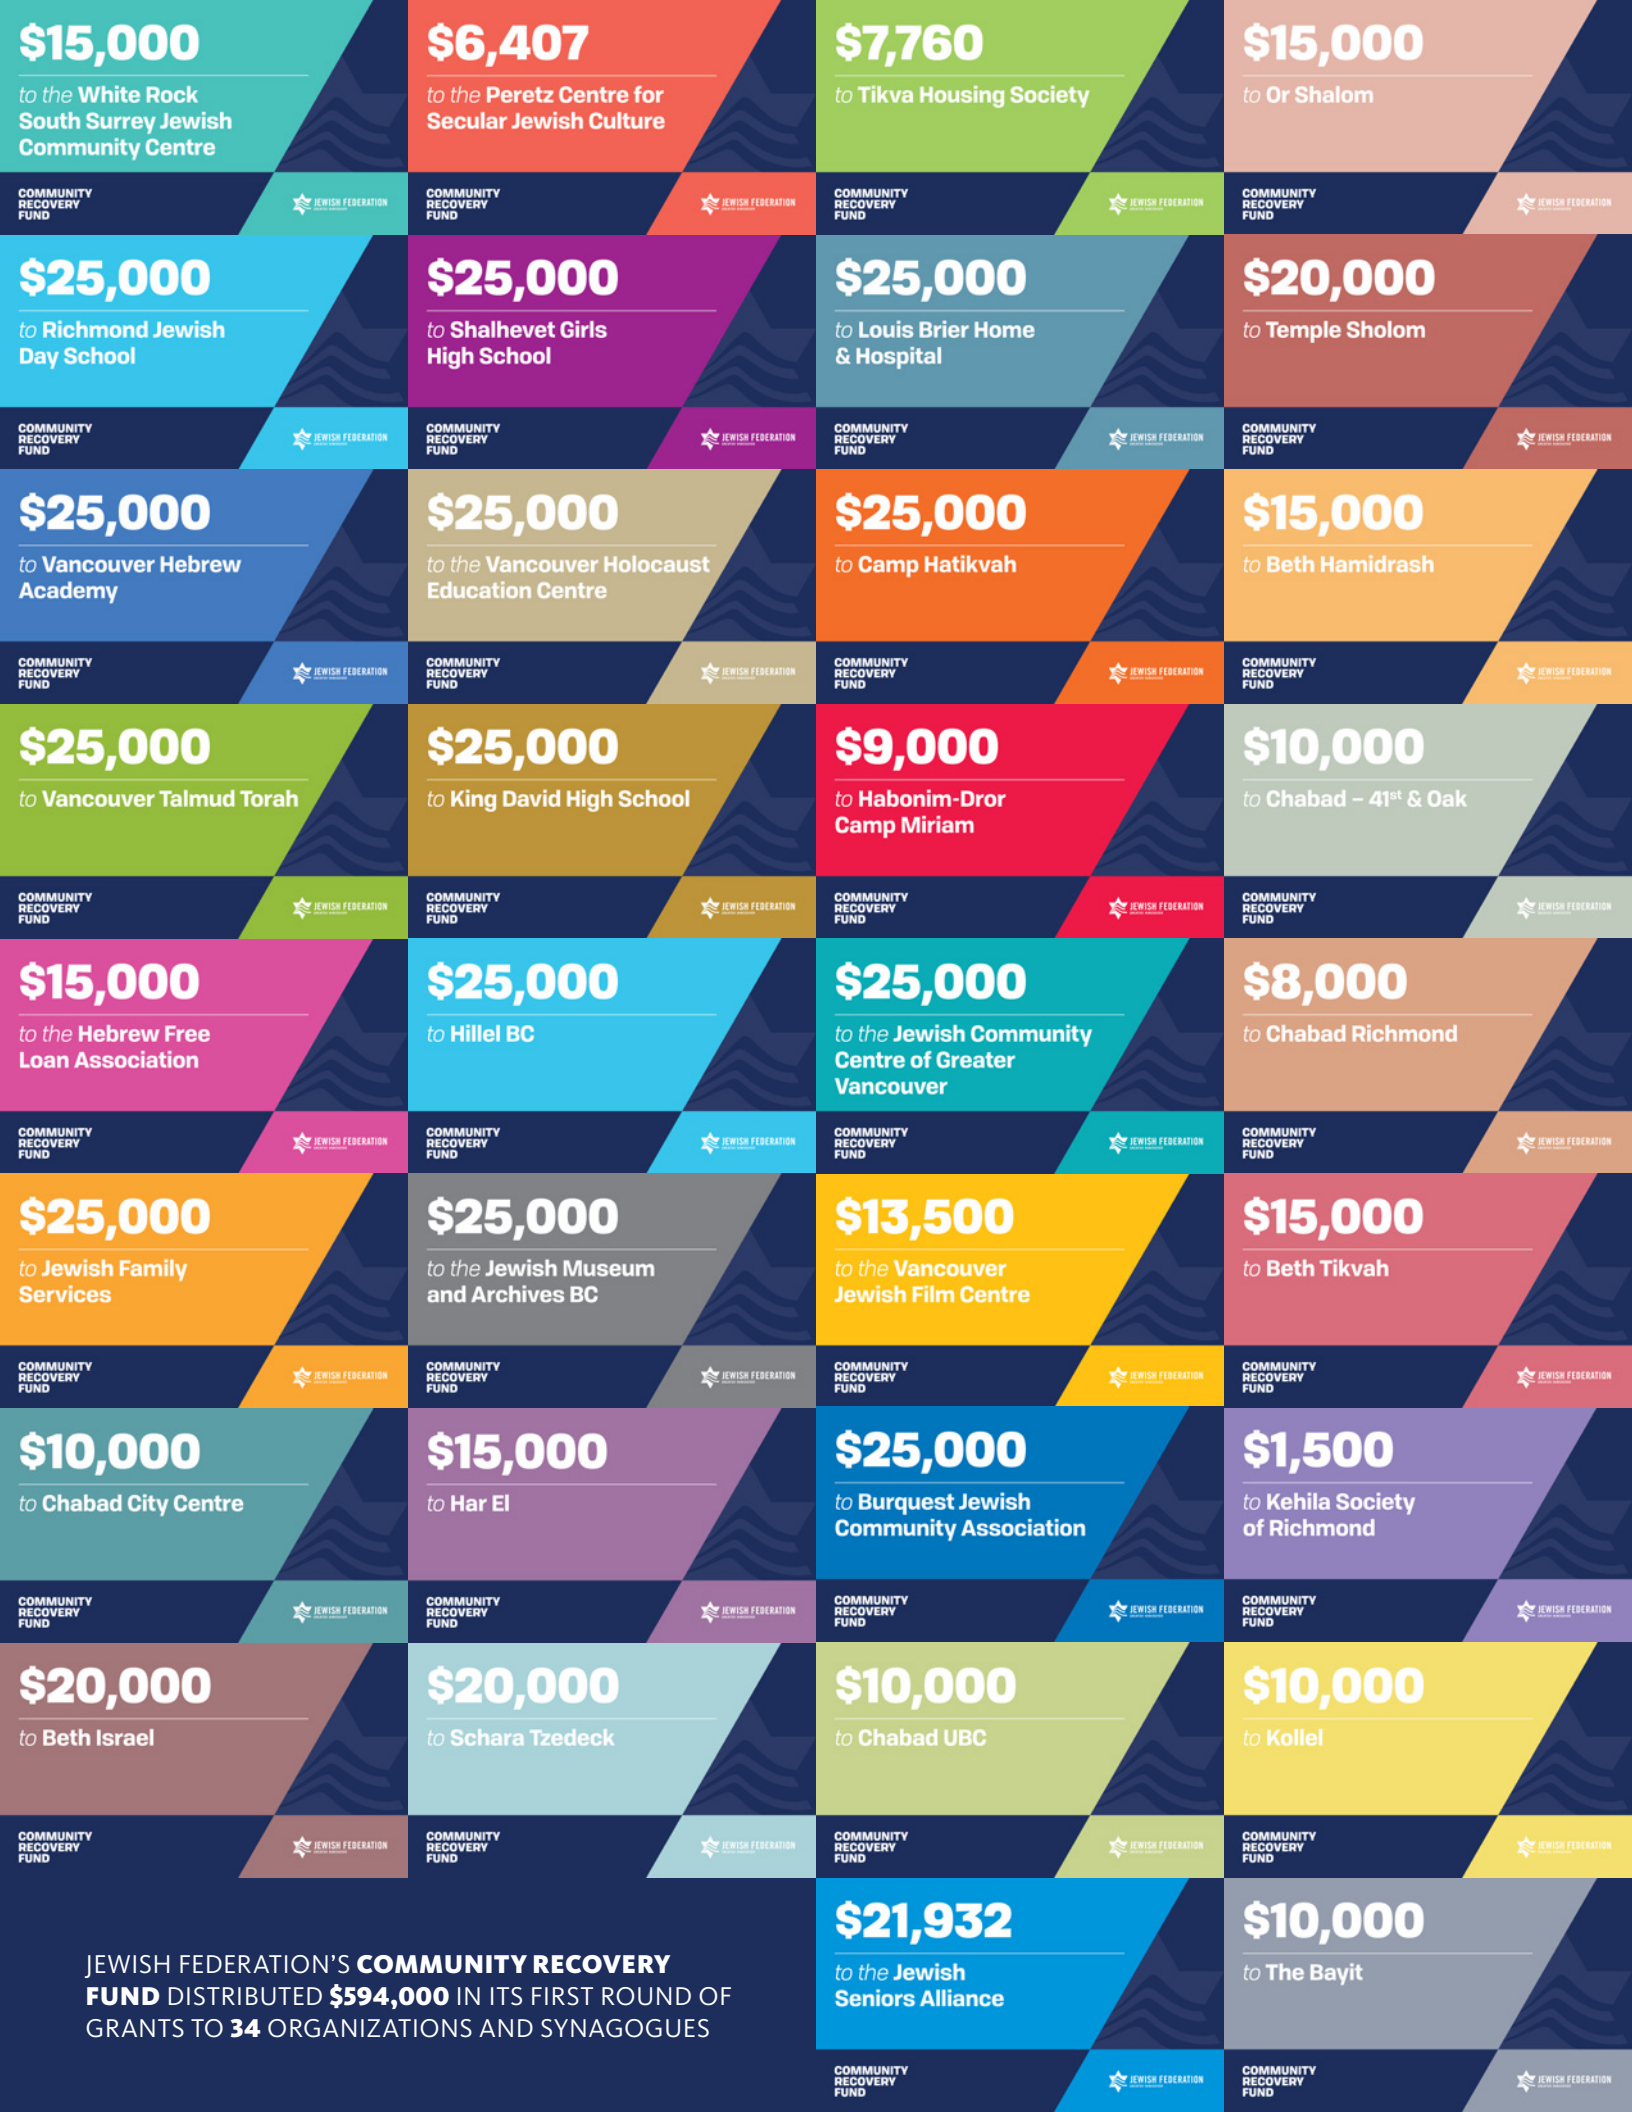 $15,000
to the White Rock
South Surrey Jewish
Community Centre
COMMUNITY
RECOVERY
FUND
JEWISH FEDERATION
$6,407
to the Peretz Centre for
Secular Jewish Culture
COMMUNITY
RECOVERY
FUND
JEWISH FEDERATION
$7,760
to Tikva Housing Society
COMMUNITY
RECOVERY
FUND
JEWISH FEDERATION
$15,000
to Or Shalom
COMMUNITY
RECOVERY
FUND
JEWISH FEDERATION
$25,000
to Richmond Jewish
Day School
COMMUNITY
RECOVERY
FUND
JEWISH FEDERATION
$25,000
to Shalhevet Girls
High School
COMMUNITY
RECOVERY
FUND
JEWISH FEDERATION
$25,000
to Louis Brier Home
& Hospital
COMMUNITY
RECOVERY
FUND
JEWISH FEDERATION
$20,000
to Temple Sholom
COMMUNITY
RECOVERY
FUND
JEWISH FEDERATION
$25,000
to Vancouver Hebrew
Academy
COMMUNITY
RECOVERY
FUND
JEWISH FEDERATION
$25,000
to the Vancouver Holocaust
Education Centre
COMMUNITY
RECOVERY
FUND
JEWISH FEDERATION
$25,000
to Camp Hatikvah
COMMUNITY
RECOVERY
FUND
JEWISH FEDERATION
$15,000
to Beth Hamidrash
COMMUNITY
RECOVERY
FUND
JEWISH FEDERATION
$25,000
to Vancouver Talmud Torah
COMMUNITY
RECOVERY
FUND
JEWISH FEDERATION
$25,000
to King David High School
COMMUNITY
RECOVERY
FUND
JEWISH FEDERATION
$9,000
to Habonim-Dror
Camp Miriam
COMMUNITY
RECOVERY
FUND
JEWISH FEDERATION
$10,000
to Chabad – 41st & Oak
COMMUNITY
RECOVERY
FUND
JEWISH FEDERATION
$15,000
to the Hebrew Free
Loan Association
COMMUNITY
RECOVERY
FUND
JEWISH FEDERATION
$25,000
to Hillel BC
COMMUNITY
RECOVERY
FUND
JEWISH FEDERATION
$25,000
to the Jewish Community
Centre of Greater
Vancouver
COMMUNITY
RECOVERY
FUND
JEWISH FEDERATION
$8,000
to Chabad Richmond
COMMUNITY
RECOVERY
FUND
JEWISH FEDERATION
$25,000
to Jewish Family
Services
COMMUNITY
RECOVERY
FUND
JEWISH FEDERATION
$25,000
to the Jewish Museum
and Archives BC
COMMUNITY
RECOVERY
FUND
JEWISH FEDERATION
$13,500
to the Vancouver
Jewish Film Centre
COMMUNITY
RECOVERY
FUND
JEWISH FEDERATION
$15,000
to Beth Tikvah
COMMUNITY
RECOVERY
FUND
JEWISH FEDERATION
$10,000
to Chabad City Centre
COMMUNITY
RECOVERY
FUND
JEWISH FEDERATION
$15,000
to Har El
COMMUNITY
RECOVERY
FUND
JEWISH FEDERATION
$25,000
to Burquest Jewish
Community Association
COMMUNITY
RECOVERY
FUND
JEWISH FEDERATION
$1,500
to Kehila Society
of Richmond
COMMUNITY
RECOVERY
FUND
JEWISH FEDERATION
$20,000
to Beth Israel
COMMUNITY
RECOVERY
FUND
JEWISH FEDERATION
$20,000
to Schara Tzedeck
COMMUNITY
RECOVERY
FUND
JEWISH FEDERATION
$10,000
to Chabad UBC
COMMUNITY
RECOVERY
FUND
JEWISH FEDERATION
$10,000
to Kollel
COMMUNITY
RECOVERY
FUND
JEWISH FEDERATION
JEWISH FEDERATION'S COMMUNITY RECOVERY
FUND DISTRIBUTED $594,000 IN ITS FIRST ROUND OF
GRANTS TO 34 ORGANIZATIONS AND SYNAGOGUES
$21,932
to the Jewish
Seniors Alliance
COMMUNITY
RECOVERY
FUND
JEWISH FEDERATION
$10,000
to The Bayit
COMMUNITY
RECOVERY
FUND
JEWISH FEDERATION